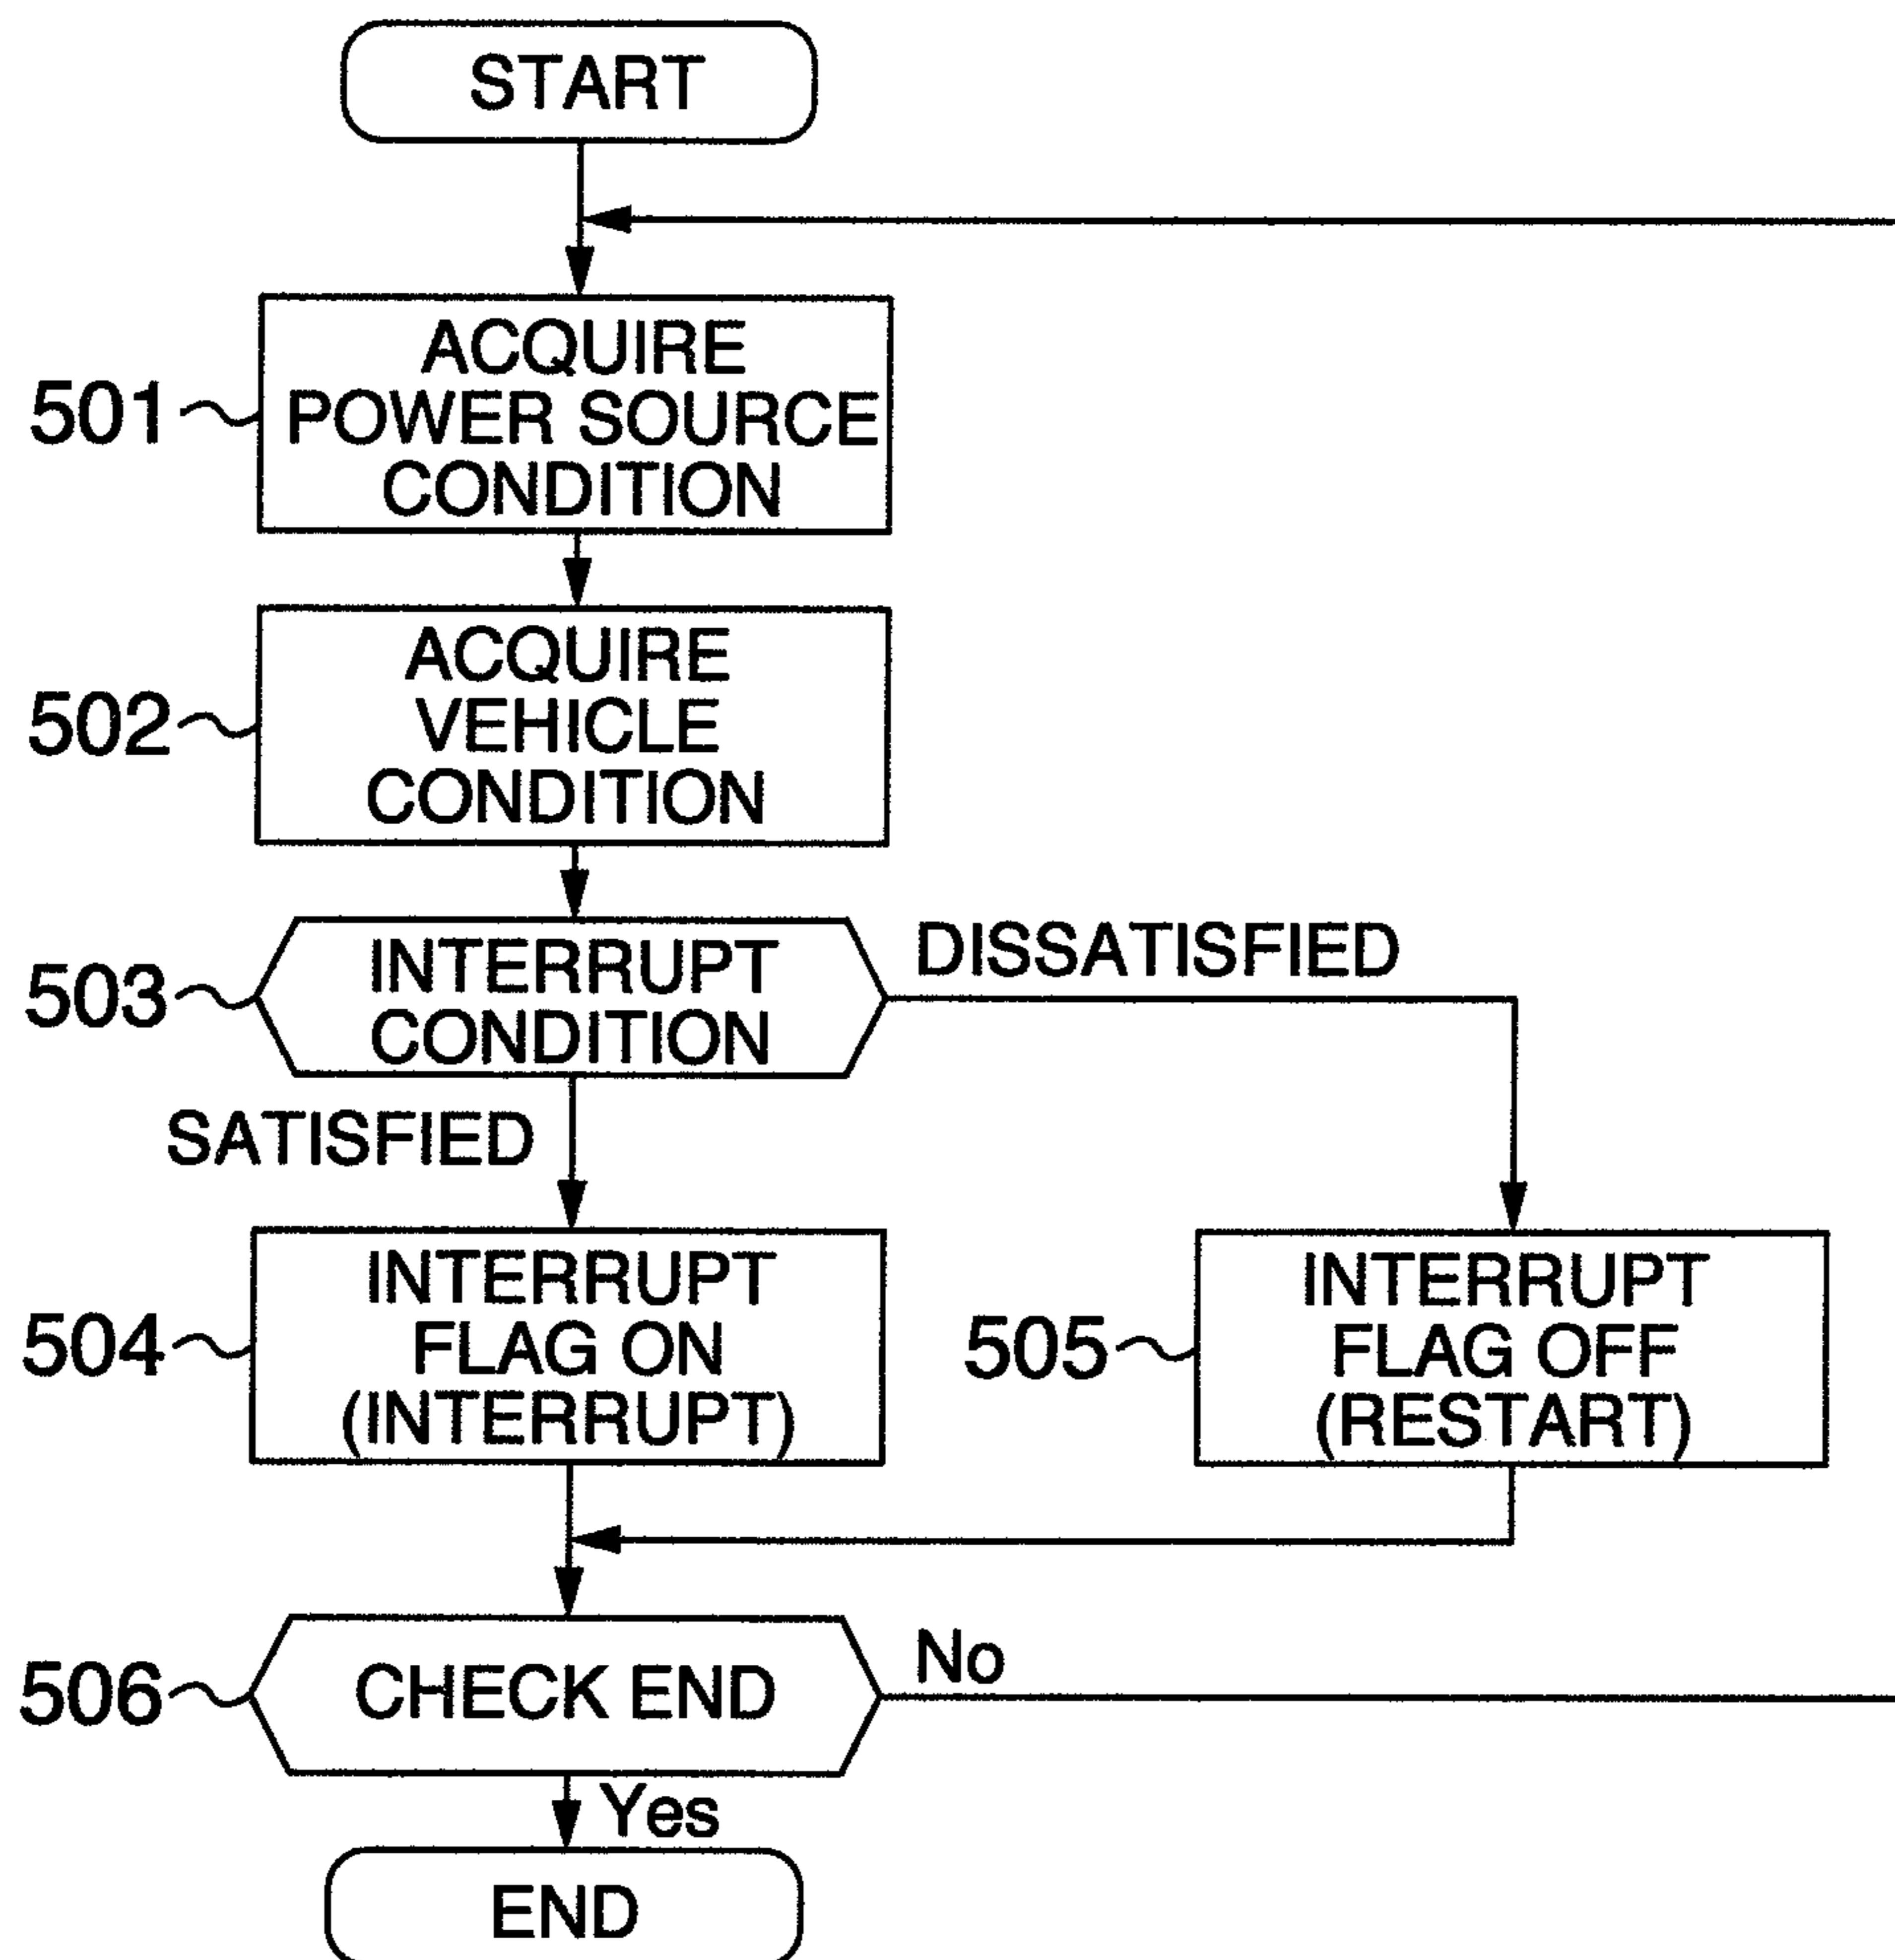 START
501
ACQUIRE
POWER SOURCE
CONDITION
502
ACQUIRE
VEHICLE
CONDITION
503
INTERRUPT
CONDITION
DISSATISFIED
SATISFIED
504
INTERRUPT
FLAG ON
(INTERRUPT)
505
INTERRUPT
FLAG OFF
(RESTART)
506
CHECK END
No
Yes
END